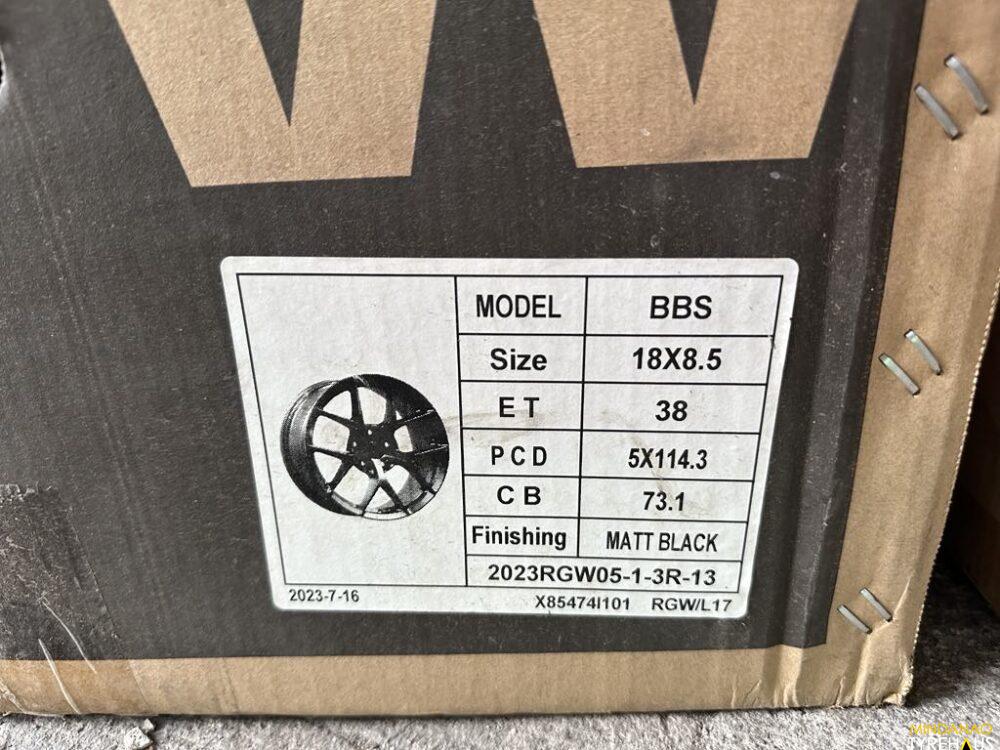 MODEL BBS
Size 18X8.5
ET 38
PCD 5X114.3
CB 73.1
Finishing MATT BLACK
2023RGW05-1-3R-13
2023-7-16 X85474I101 RGW/L17
MINDANAO